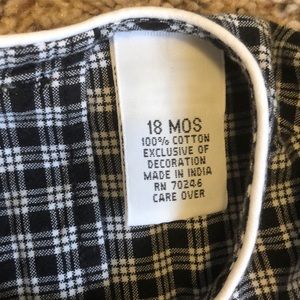 18 MOS
100% COTTON
EXCLUSIVE OF
DECORATION
MADE IN INDIA
RN 70246
CARE OVER